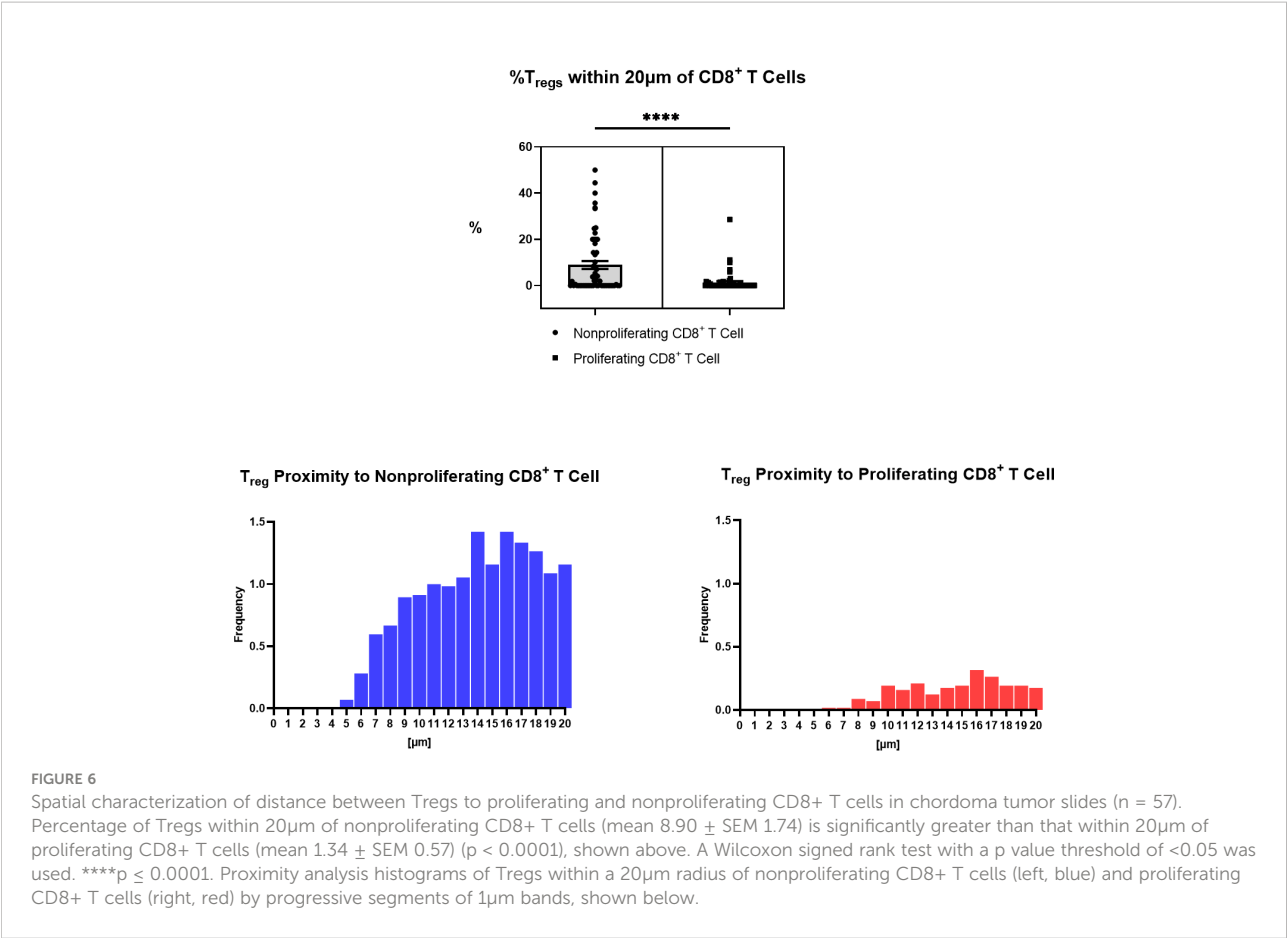 %Tregs within 20μm of CD8+ T Cells
****
60
40
%
20
0
Nonproliferating CD8+ T Cell
Proliferating CD8+ T Cell
Treg Proximity to Nonproliferating CD8+ T Cell
1.5
1.0
Frequency
0.5
0.0
0 1 2 3 4 5 6 7 8 9 10 11 12 13 14 15 16 17 18 19 20
[μm]
Treg Proximity to Proliferating CD8+ T Cell
1.5
1.0
Frequency
0.5
0.0
0 1 2 3 4 5 6 7 8 9 10 11 12 13 14 15 16 17 18 19 20
[μm]
FIGURE 6
Spatial characterization of distance between Tregs to proliferating and nonproliferating CD8+ T cells in chordoma tumor slides (n = 57).
Percentage of Tregs within 20μm of nonproliferating CD8+ T cells (mean 8.90 ± SEM 1.74) is significantly greater than that within 20μm of
proliferating CD8+ T cells (mean 1.34 ± SEM 0.57) (p < 0.0001), shown above. A Wilcoxon signed rank test with a p value threshold of <0.05 was
used. ****p ≤ 0.0001. Proximity analysis histograms of Tregs within a 20μm radius of nonproliferating CD8+ T cells (left, blue) and proliferating
CD8+ T cells (right, red) by progressive segments of 1μm bands, shown below.